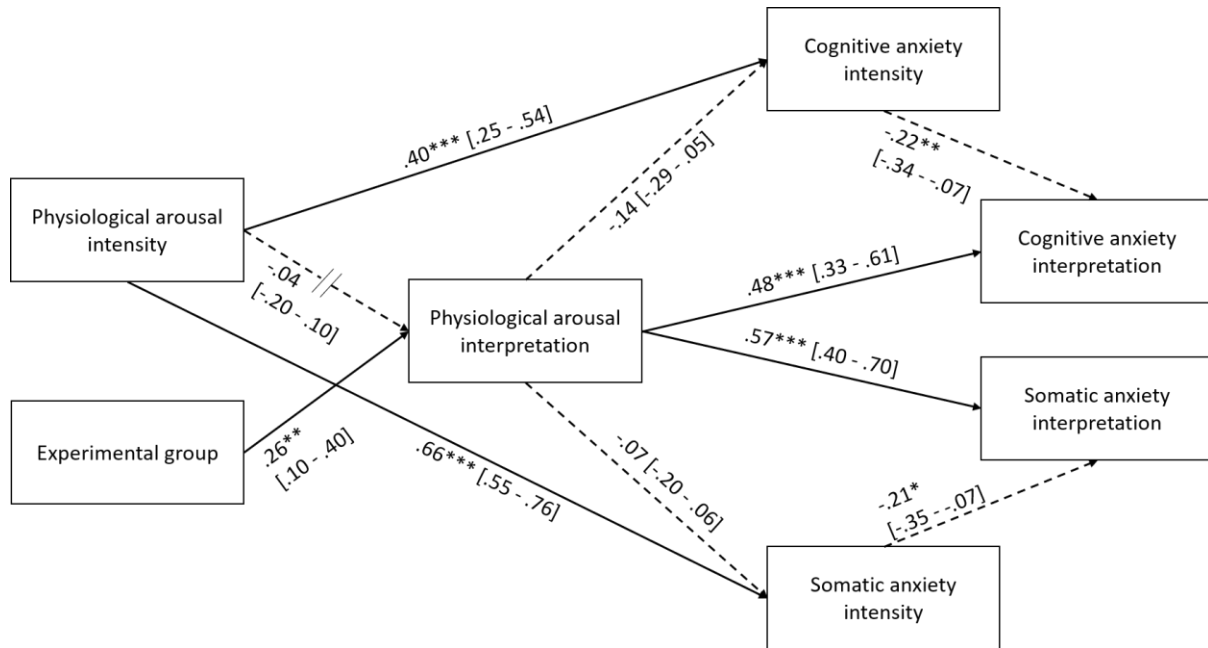 Cognitive anxiety
intensity
.40*** [.25 - .54]
-.14 [-.29 - .05]
-.22**
[-.34 - -.07]
Physiological arousal
intensity
-.04
[-.20 - .10]
Cognitive anxiety
interpretation
.48*** [.33 - .61]
Physiological arousal
interpretation
.57*** [.40 - .70]
Somatic anxiety
interpretation
Experimental group
.26**
[.10 - .40]
.66*** [.55 - .76]
-.07 [-.20 - .06]
-.21*
[-.35 - -.07]
Somatic anxiety
intensity